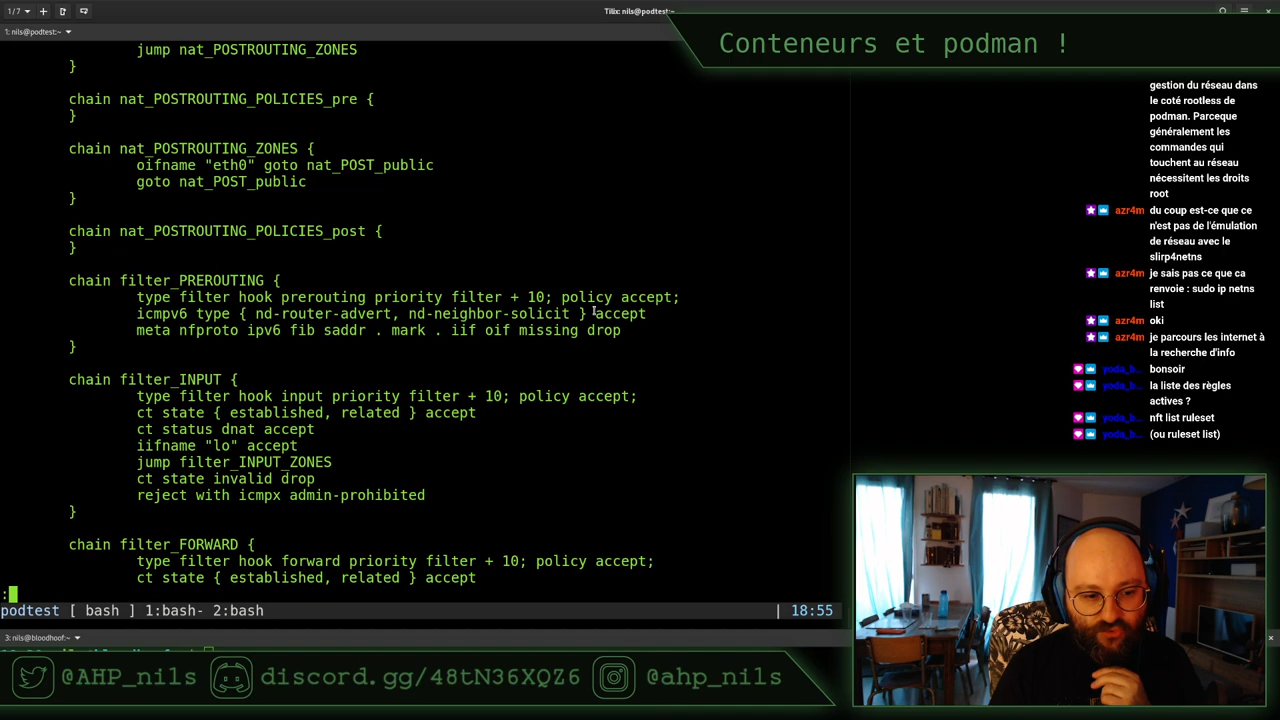 1/7
Tilix: nils@podtest:~
1: nils@podtest:~
Conteneurs et podman !
jump nat_POSTROUTING_ZONES
}
chain nat_POSTROUTING_POLICIES_pre {
}
chain nat_POSTROUTING_ZONES {
oifname "eth0" goto nat_POST_public
goto nat_POST_public
}
chain nat_POSTROUTING_POLICIES_post {
}
chain filter_PREROUTING {
type filter hook prerouting priority filter + 10; policy accept;
icmpv6 type { nd-router-advert, nd-neighbor-solicit } accept
meta nfproto ipv6 fib saddr . mark . iif oif missing drop
}
chain filter_INPUT {
type filter hook input priority filter + 10; policy accept;
ct state { established, related } accept
ct status dnat accept
iifname "lo" accept
jump filter_INPUT_ZONES
ct state invalid drop
reject with icmpx admin-prohibited
}
chain filter_FORWARD {
type filter hook forward priority filter + 10; policy accept;
ct state { established, related } accept
:
podtest [ bash ] 1:bash- 2:bash | 18:55
3: nils@bloodhoof:~
gestion du réseau dans
le coté rootless de
podman. Parceque
généralement les
commandes qui
touchent au réseau
nécessitent les droits
root
azr4m du coup est-ce que ce
n'est pas de l'émulation
de réseau avec le
slirp4netns
azr4m je sais pas ce que ca
renvoie : sudo ip netns
list
azr4m oki
azr4m je parcours les internet à
la recherche d'info
yoda_b... bonsoir
yoda_b... la liste des règles
actives ?
yoda_b... nft list ruleset
yoda_b... (ou ruleset list)
@AHP_nils discord.gg/48tN36XQZ6 @ahp_nils